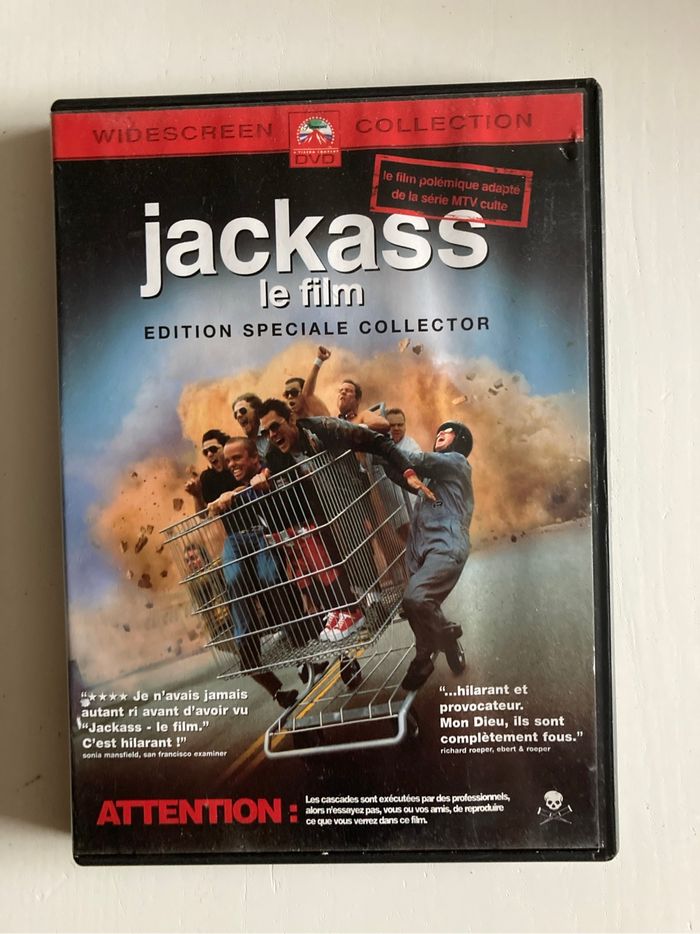 WIDESCREEN COLLECTION
DVD
le film polémique adapté
de la série MTV culte
jackass
le film
EDITION SPECIALE COLLECTOR
“★★★★ Je n’avais jamais
autant ri avant d’avoir vu
“Jackass - le film.”
C’est hilarant !”
sonia mansfield, san francisco examiner
“...hilarant et
provocateur.
Mon Dieu, ils sont
complètement fous.”
richard roeper, ebert & roeper
ATTENTION :
Les cascades sont exécutées par des professionnels,
alors n’essayez pas, vous ou vos amis, de reproduire
ce que vous verrez dans ce film.